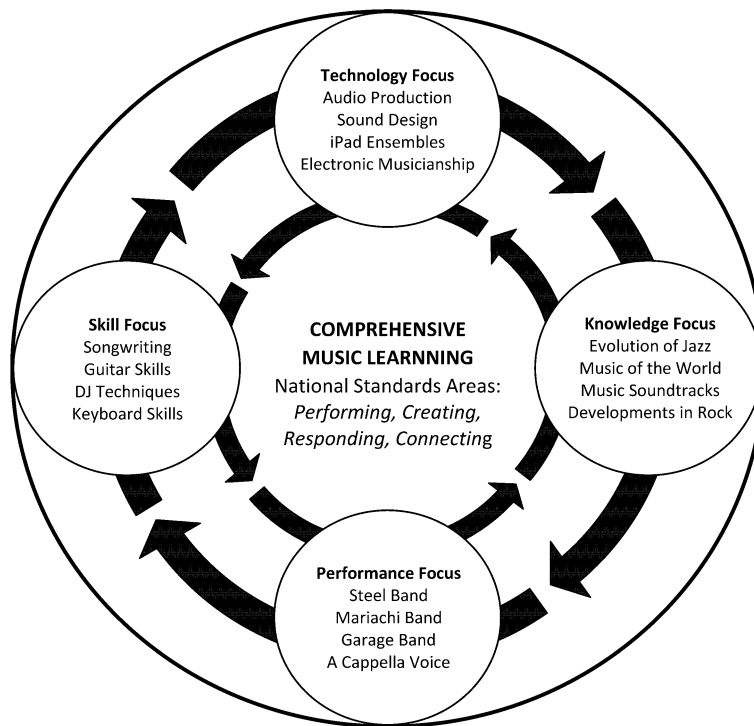 Technology Focus
Audio Production
Sound Design
iPad Ensembles
Electronic Musicianship
Skill Focus
Songwriting
Guitar Skills
DJ Techniques
Keyboard Skills
COMPREHENSIVE
MUSIC LEARNNING
National Standards Areas:
Performing, Creating,
Responding, Connecting
Knowledge Focus
Evolution of Jazz
Music of the World
Music Soundtracks
Developments in Rock
Performance Focus
Steel Band
Mariachi Band
Garage Band
A Cappella Voice